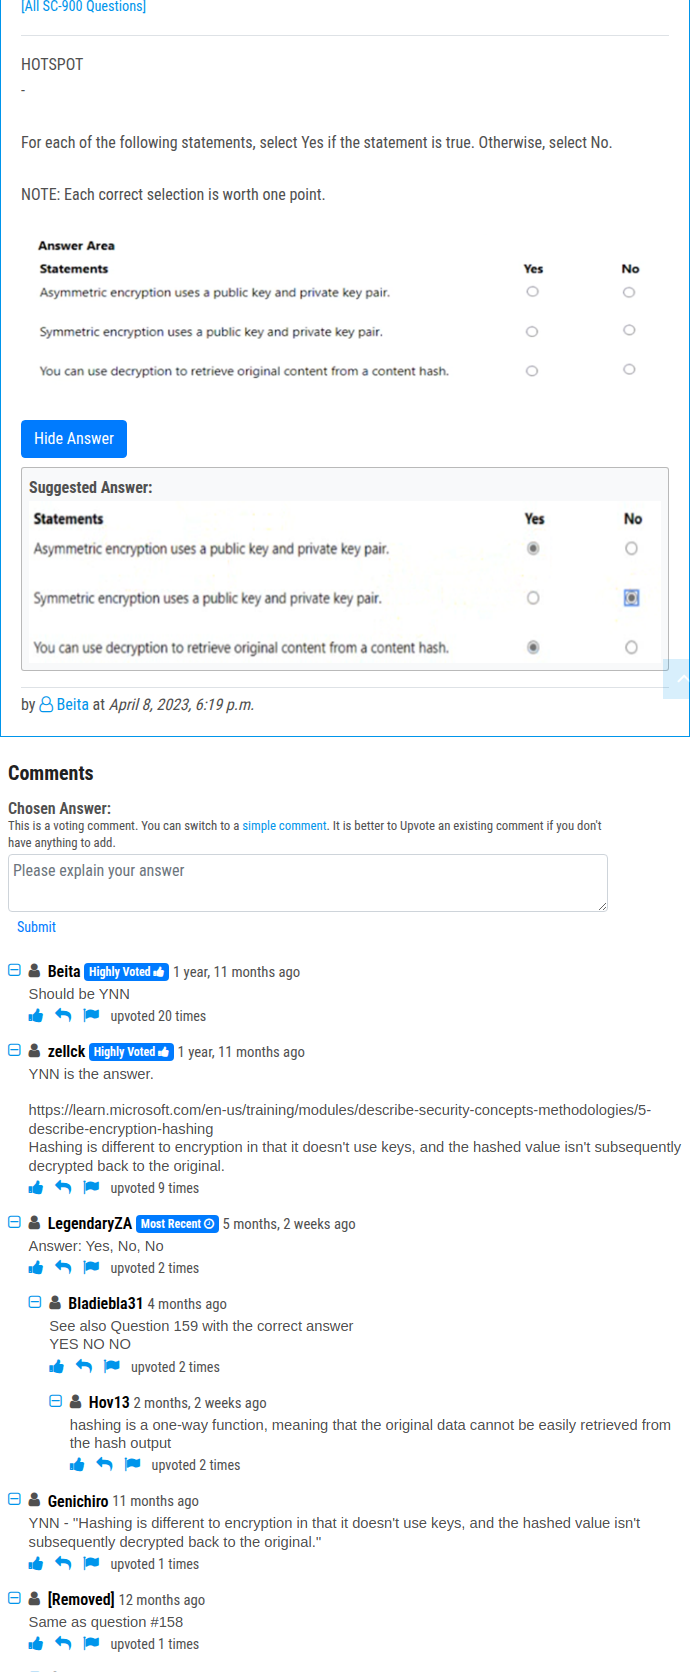 [All SC-900 Questions]
HOTSPOT
-
For each of the following statements, select Yes if the statement is true. Otherwise, select No.
NOTE: Each correct selection is worth one point.
Answer Area
Statements Yes No
Asymmetric encryption uses a public key and private key pair.
Symmetric encryption uses a public key and private key pair.
You can use decryption to retrieve original content from a content hash.
Hide Answer
Suggested Answer:
Statements Yes No
Asymmetric encryption uses a public key and private key pair.
Symmetric encryption uses a public key and private key pair.
You can use decryption to retrieve original content from a content hash.
by Beita at April 8, 2023, 6:19 p.m.
Comments
Chosen Answer:
This is a voting comment. You can switch to a simple comment. It is better to Upvote an existing comment if you don't
have anything to add.
Please explain your answer
Submit
Beita Highly Voted 1 year, 11 months ago
Should be YNN
upvoted 20 times
zellck Highly Voted 1 year, 11 months ago
YNN is the answer.
https://learn.microsoft.com/en-us/training/modules/describe-security-concepts-methodologies/5-
describe-encryption-hashing
Hashing is different to encryption in that it doesn't use keys, and the hashed value isn't subsequently
decrypted back to the original.
upvoted 9 times
LegendaryZA Most Recent 5 months, 2 weeks ago
Answer: Yes, No, No
upvoted 2 times
Bladiebla31 4 months ago
See also Question 159 with the correct answer
YES NO NO
upvoted 2 times
Hov13 2 months, 2 weeks ago
hashing is a one-way function, meaning that the original data cannot be easily retrieved from
the hash output
upvoted 2 times
Genichiro 11 months ago
YNN - "Hashing is different to encryption in that it doesn't use keys, and the hashed value isn't
subsequently decrypted back to the original."
upvoted 1 times
[Removed] 12 months ago
Same as question #158
upvoted 1 times